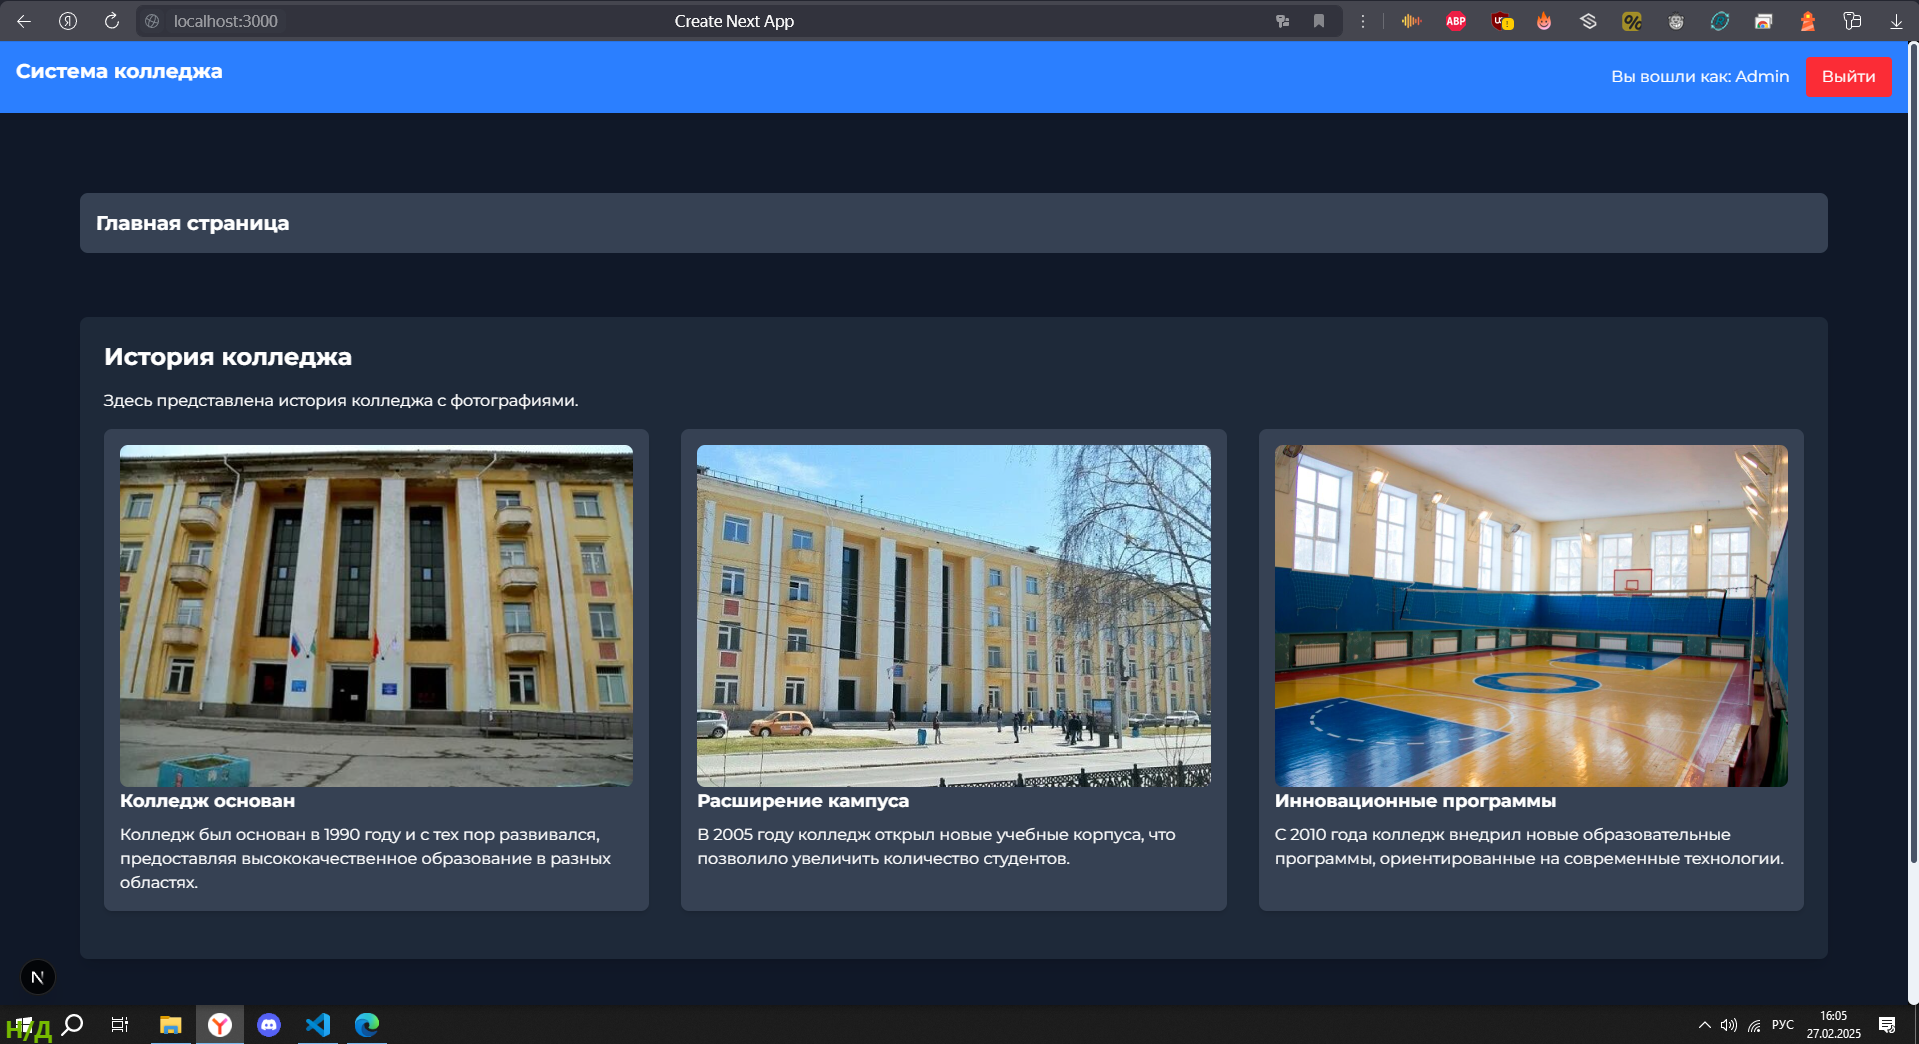 localhost:3000
Create Next App
ABP
Система колледжа
Вы вошли как: Admin
Выйти
Главная страница
История колледжа
Здесь представлена история колледжа с фотографиями.
Колледж основан
Колледж был основан в 1990 году и с тех пор развивался,
предоставляя высококачественное образование в разных
областях.
Расширение кампуса
В 2005 году колледж открыл новые учебные корпуса, что
позволило увеличить количество студентов.
Инновационные программы
С 2010 года колледж внедрил новые образовательные
программы, ориентированные на современные технологии.
N
Н/Д
РУС
16:05
27.02.2025